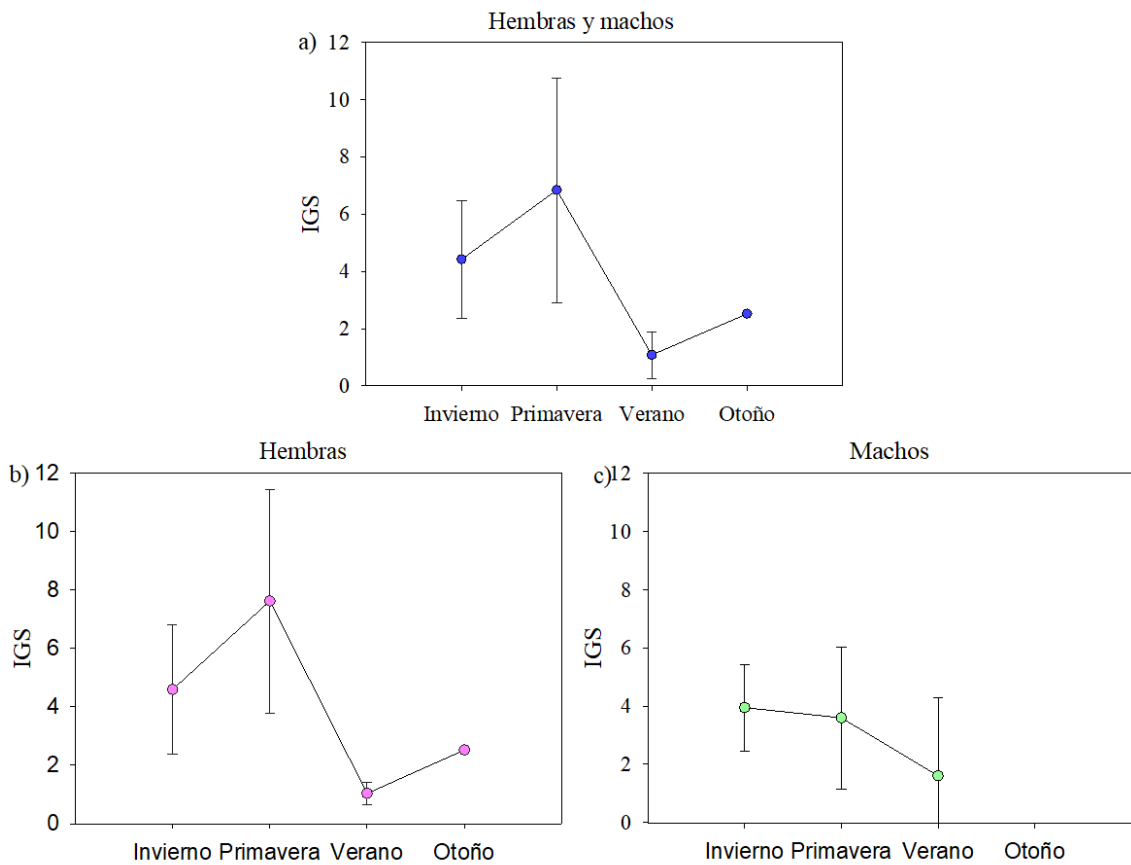 Hembras y machos
a)
12
10
8
6
4
2
0
IGS
Invierno Primavera Verano Otoño
Hembras
b)
12
10
8
6
4
2
0
IGS
Invierno Primavera Verano Otoño
Machos
c)
12
10
8
6
4
2
0
IGS
Invierno Primavera Verano Otoño